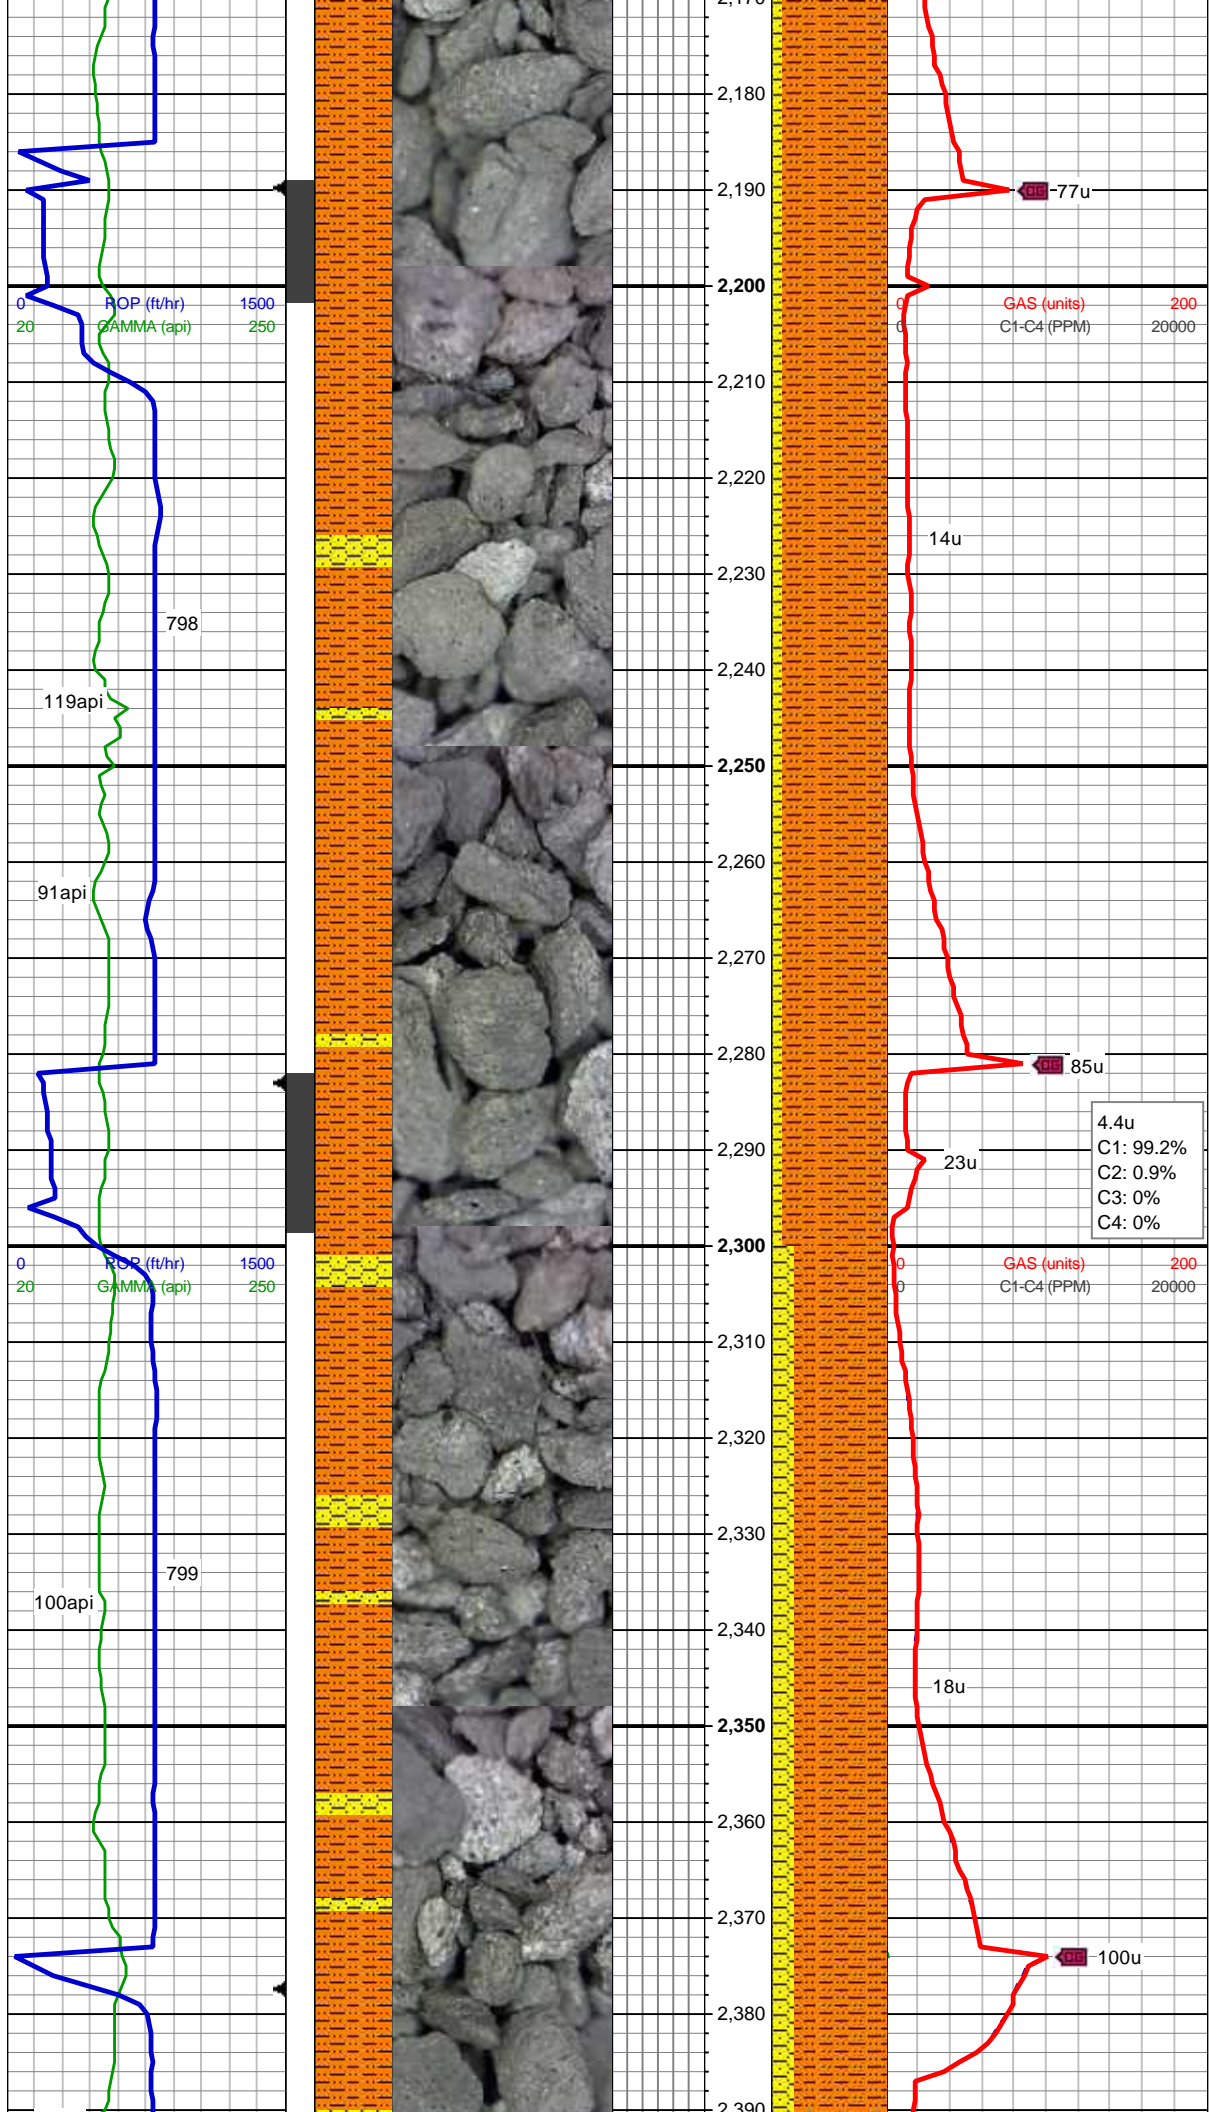 2,180
2,190
CG 77u
2,200
0 ROP (ft/hr) 1500
20 GAMMA (api) 250
0 GAS (units) 200
0 C1-C4 (PPM) 20000
2,210
2,220
14u
2,230
798
2,240
119api
2,250
2,260
91api
2,270
2,280
CG 85u
4.4u
C1: 99.2%
C2: 0.9%
C3: 0%
C4: 0%
2,290
23u
2,300
0 ROP (ft/hr) 1500
20 GAMMA (api) 250
0 GAS (units) 200
0 C1-C4 (PPM) 20000
2,310
2,320
2,330
799
100api
2,340
18u
2,350
2,360
2,370
CG 100u
2,380
2,390